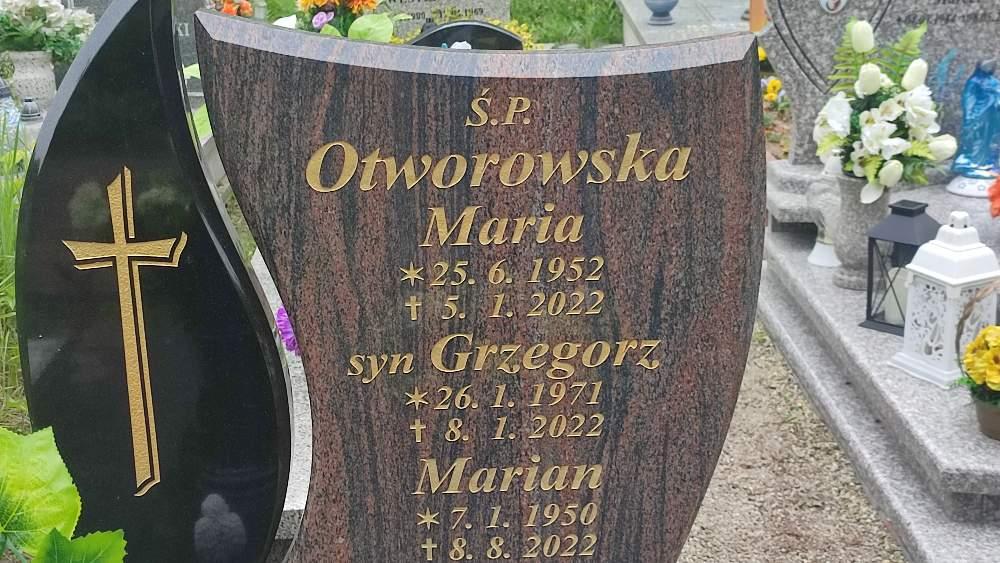 Ś.P.
Otworowska
Maria
✶ 25. 6. 1952
✝ 5. 1. 2022
syn Grzegorz
✶ 26. 1. 1971
✝ 8. 1. 2022
Marian
✶ 7. 1. 1950
✝ 8. 8. 2022